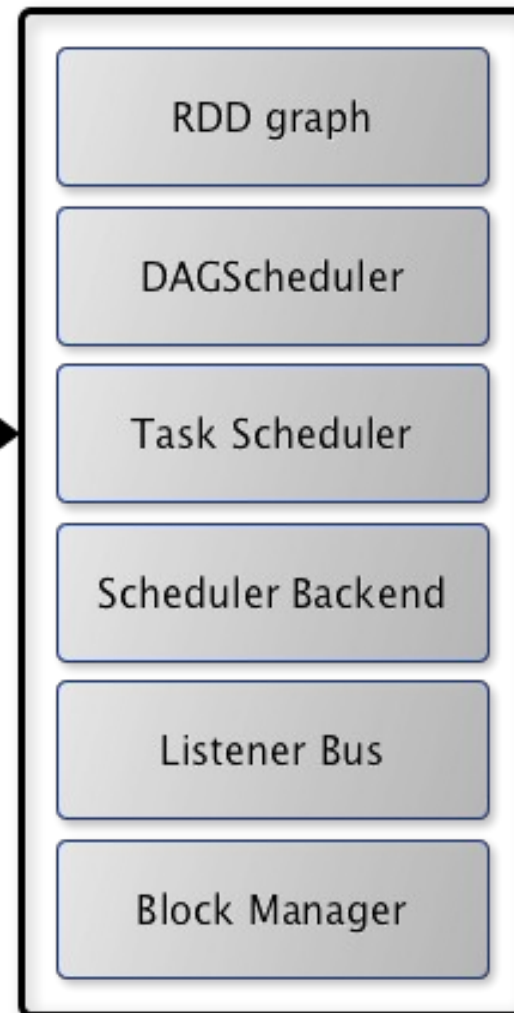 RDD graph
DAGScheduler
Task Scheduler
Scheduler Backend
Listener Bus
Block Manager